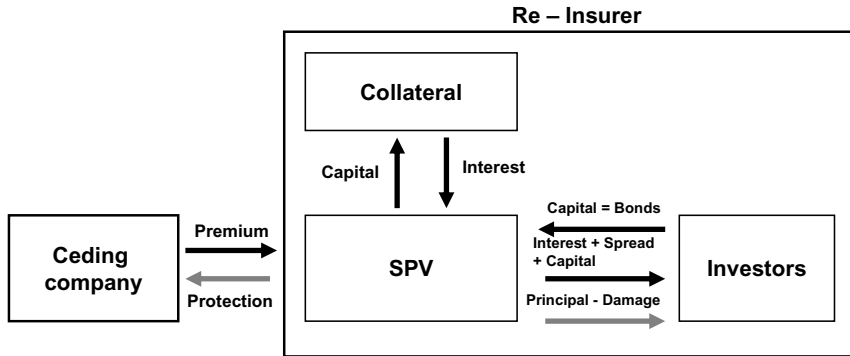 Re – Insurer
Collateral
Capital
Interest
Premium
Capital = Bonds
Ceding
company
SPV
Interest + Spread
+ Capital
Investors
Protection
Principal - Damage